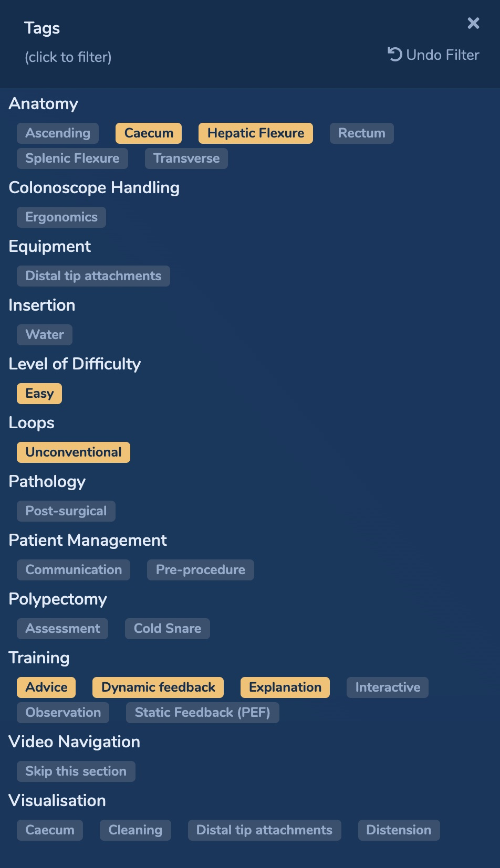 Tags
(click to filter)
Undo Filter
Anatomy
Ascending Caecum Hepatic Flexure Rectum
Splenic Flexure Transverse
Colonoscope Handling
Ergonomics
Equipment
Distal tip attachments
Insertion
Water
Level of Difficulty
Easy
Loops
Unconventional
Pathology
Post-surgical
Patient Management
Communication Pre-procedure
Polypectomy
Assessment Cold Snare
Training
Advice Dynamic feedback Explanation Interactive
Observation Static Feedback (PEF)
Video Navigation
Skip this section
Visualisation
Caecum Cleaning Distal tip attachments Distension